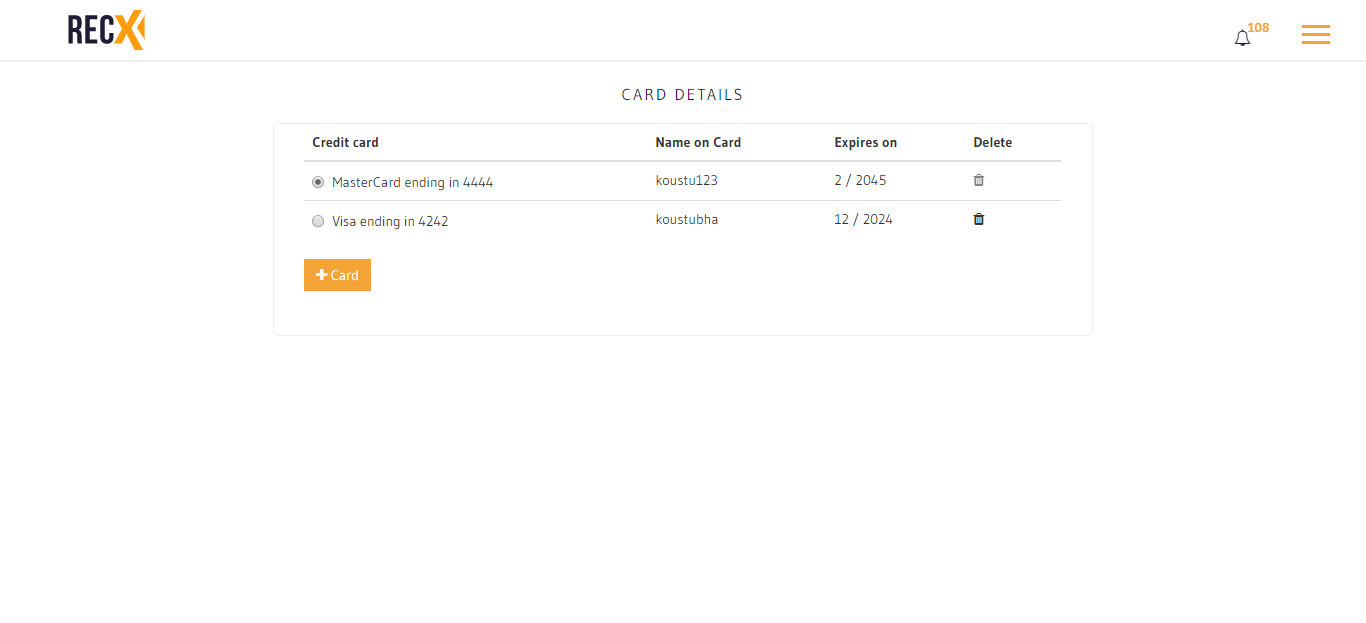 RECX
108
CARD DETAILS
Credit card Name on Card Expires on Delete
MasterCard ending in 4444 koustu123 2 / 2045
Visa ending in 4242 koustubha 12 / 2024
+ Card